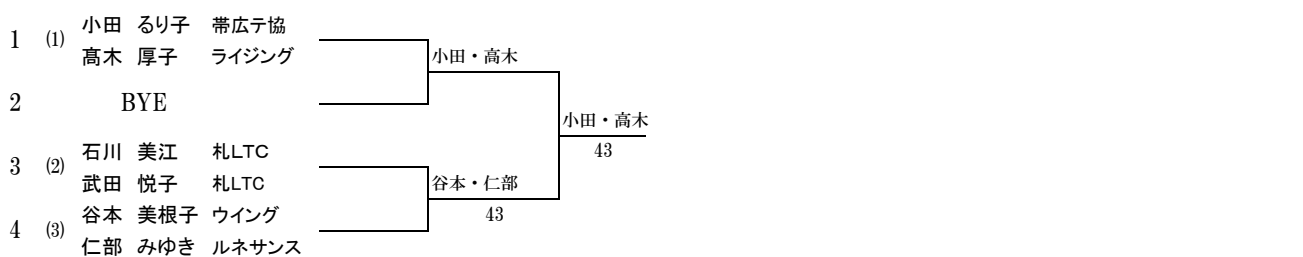 1 (1) 小田 るり子 帯広テ協
髙木 厚子 ライジング
小田・高木
2 BYE
小田・高木
43
3 (2) 石川 美江 札LTC
武田 悦子 札LTC
谷本・仁部
43
4 (3) 谷本 美根子 ウイング
仁部 みゆき ルネサンス